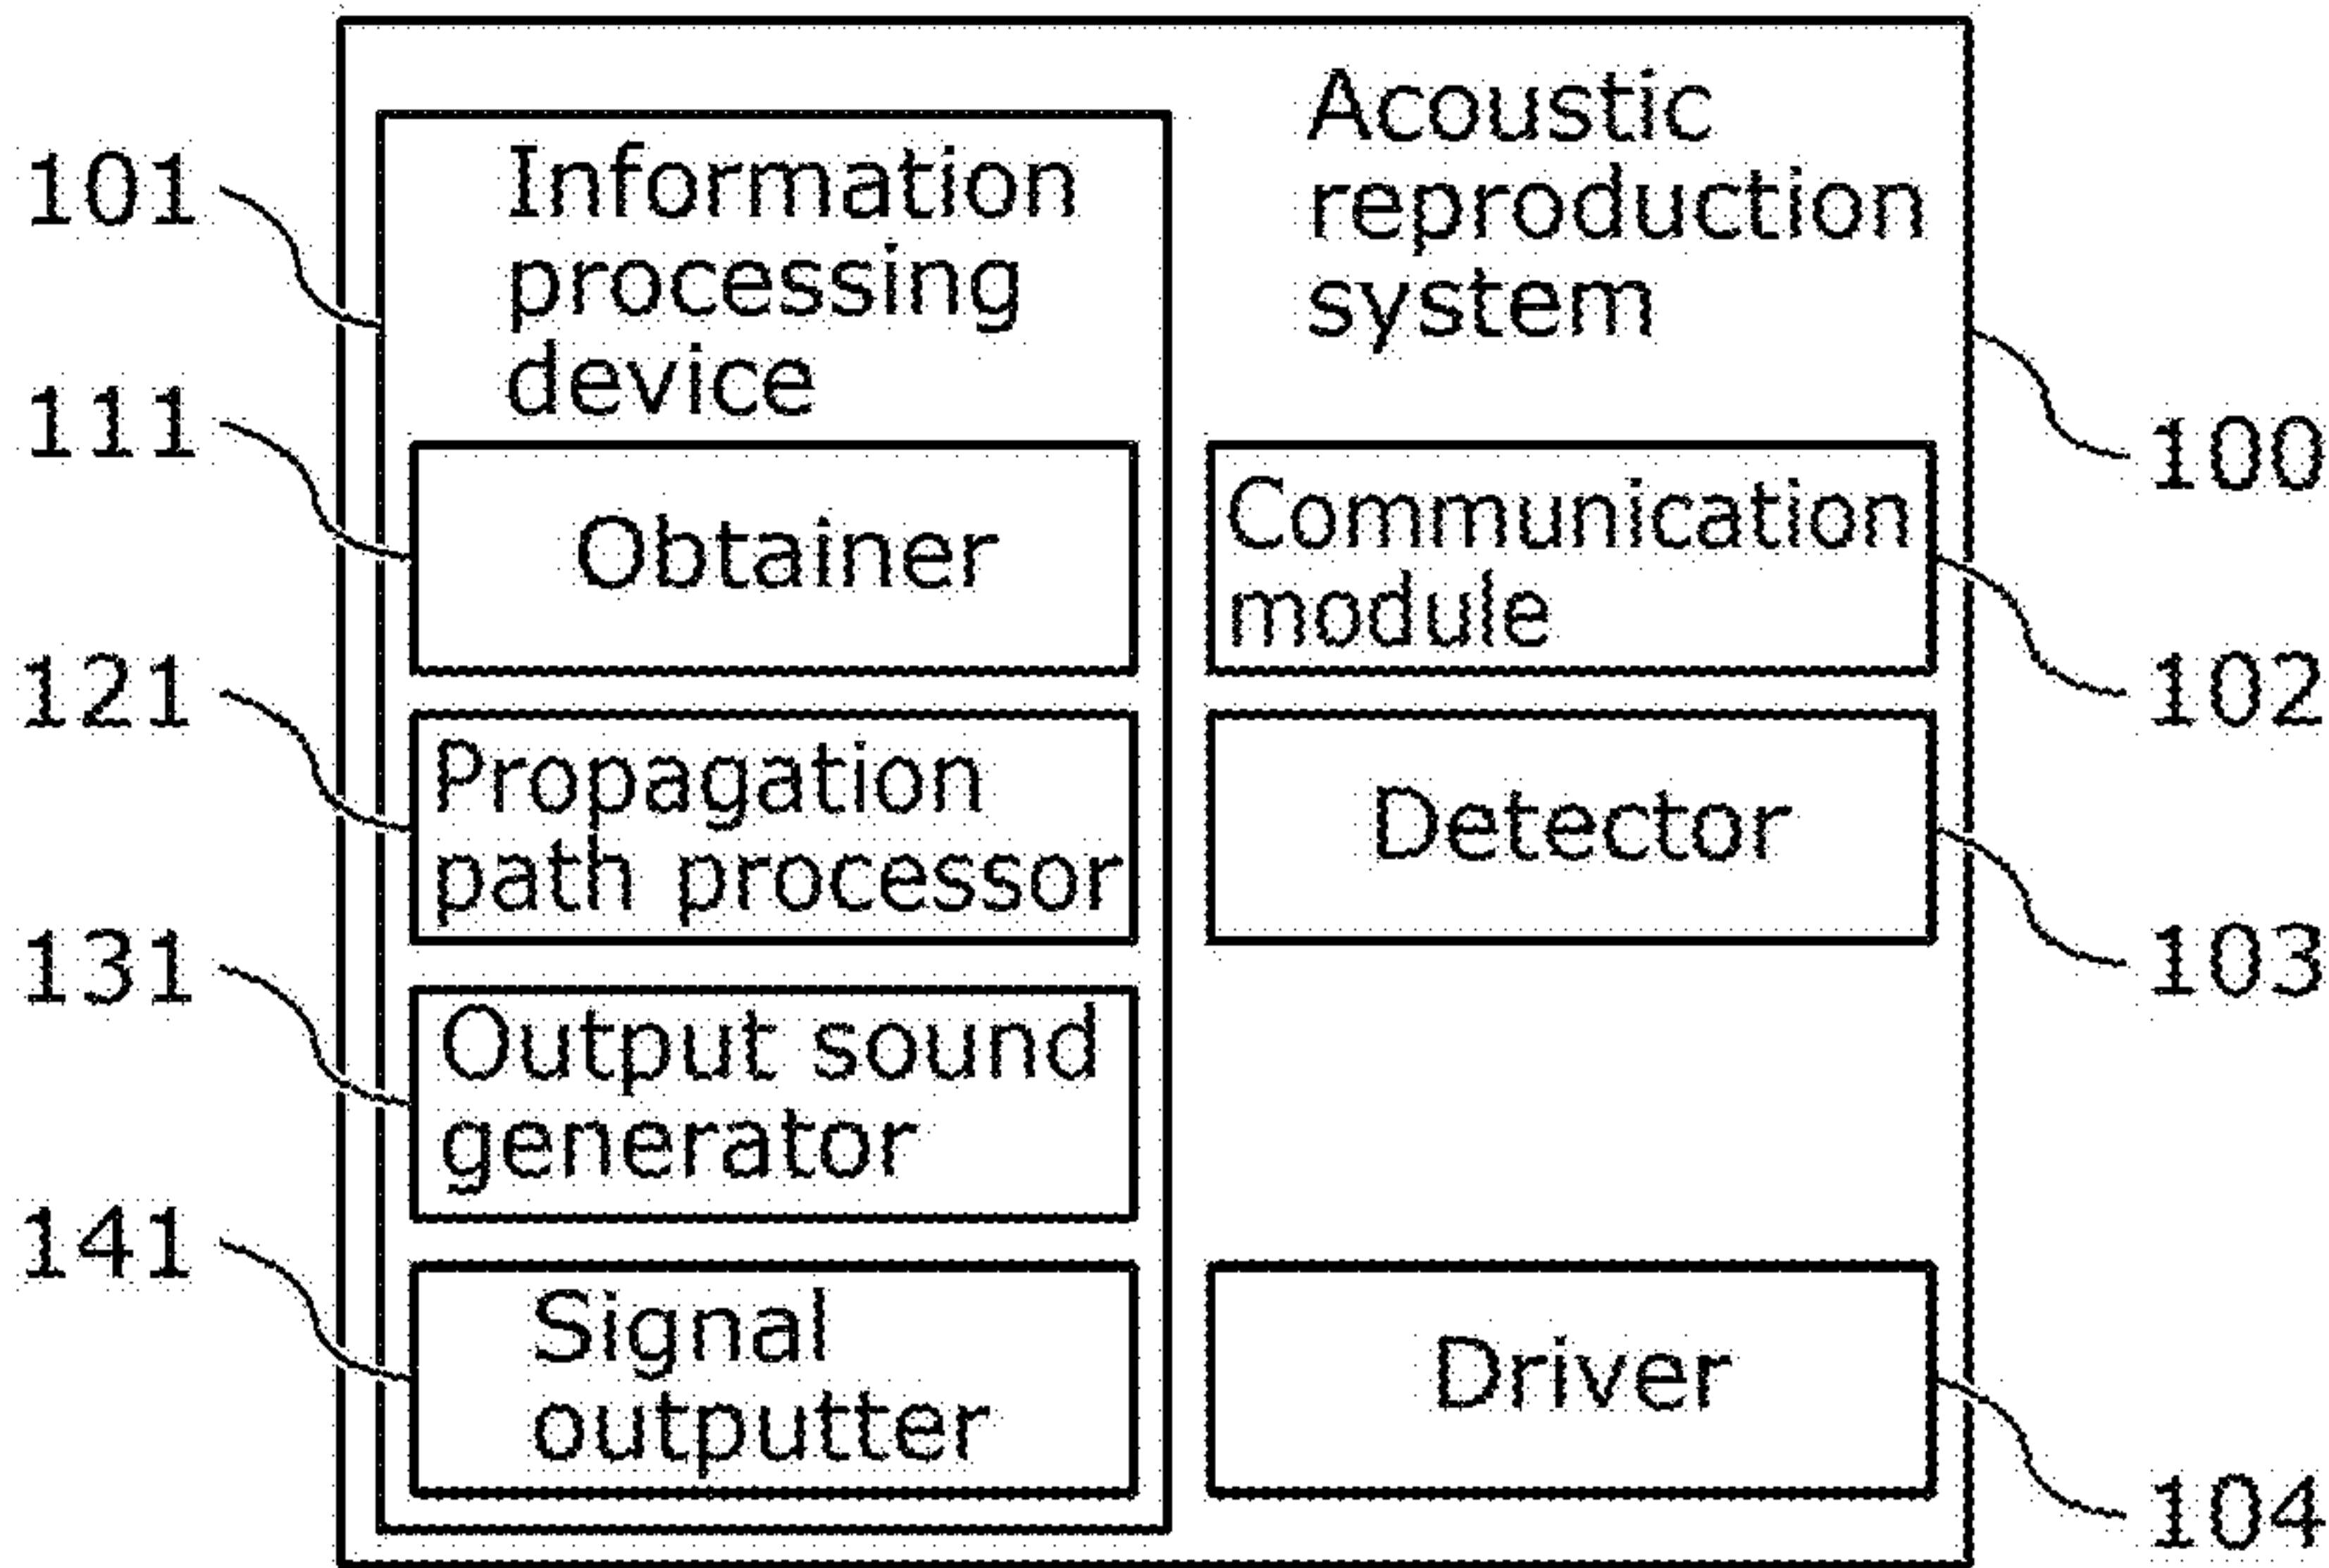 Acoustic
reproduction
system
100
101
Information
processing
device
111
Obtainer
121
Propagation
path processor
131
Output sound
generator
141
Signal
outputter
Communication
module
102
Detector
103
Driver
104